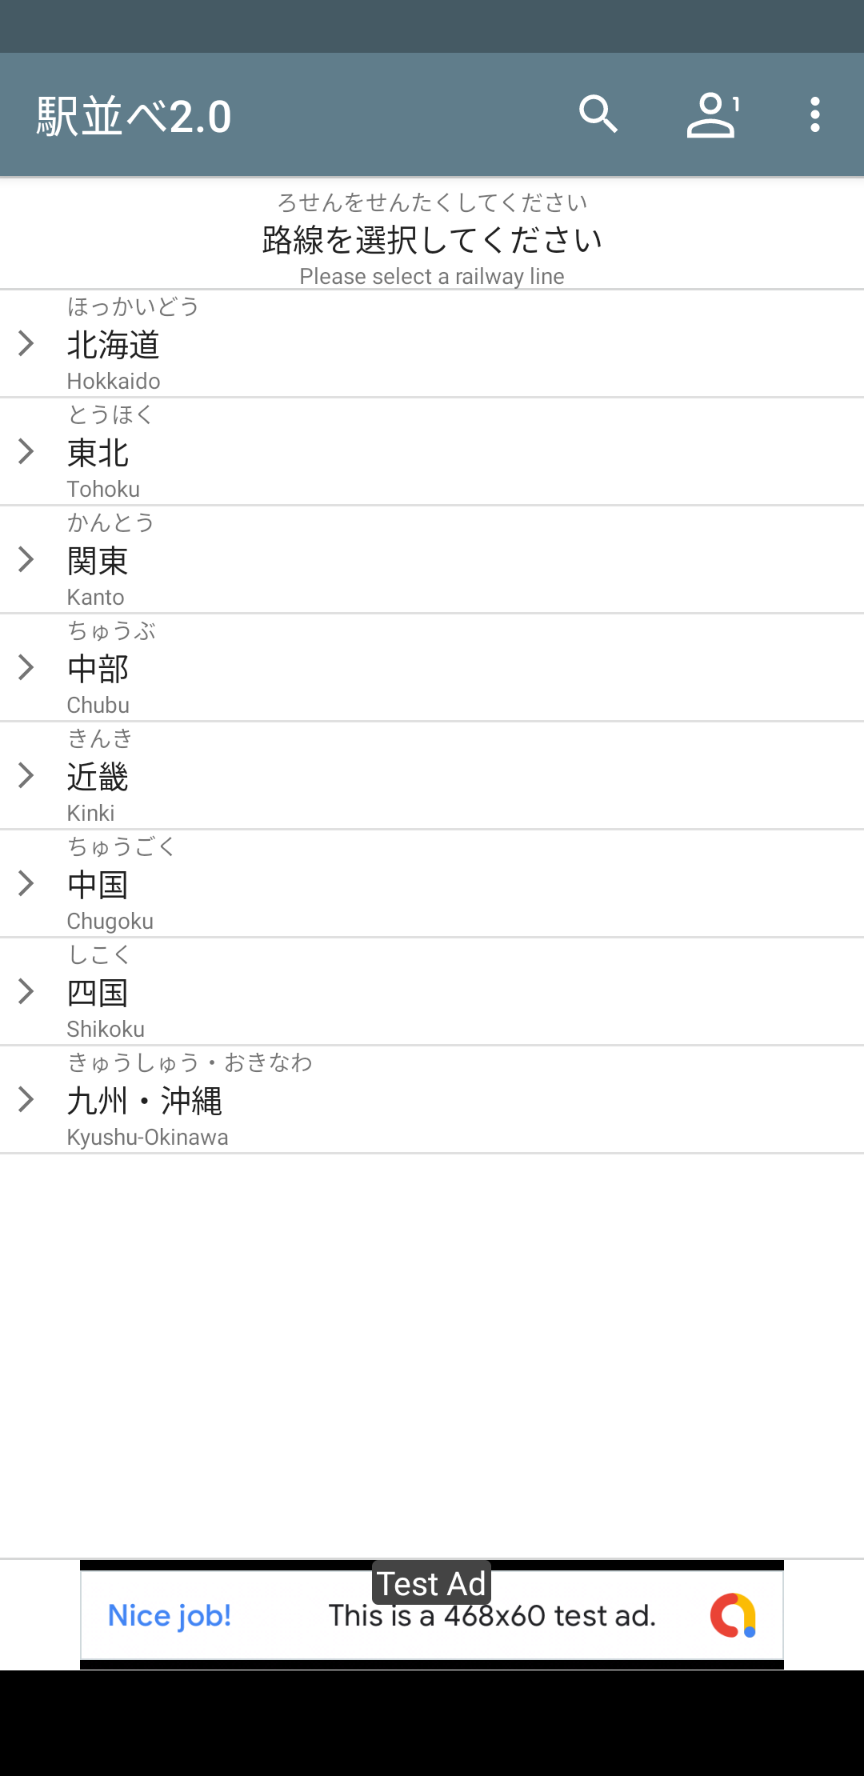 駅並べ2.0
1
ろせんをせんたくしてください
路線を選択してください
Please select a railway line
ほっかいどう
北海道
Hokkaido
とうほく
東北
Tohoku
かんとう
関東
Kanto
ちゅうぶ
中部
Chubu
きんき
近畿
Kinki
ちゅうごく
中国
Chugoku
しこく
四国
Shikoku
きゅうしゅう・おきなわ
九州・沖縄
Kyushu-Okinawa
Test Ad
Nice job! This is a 468x60 test ad.